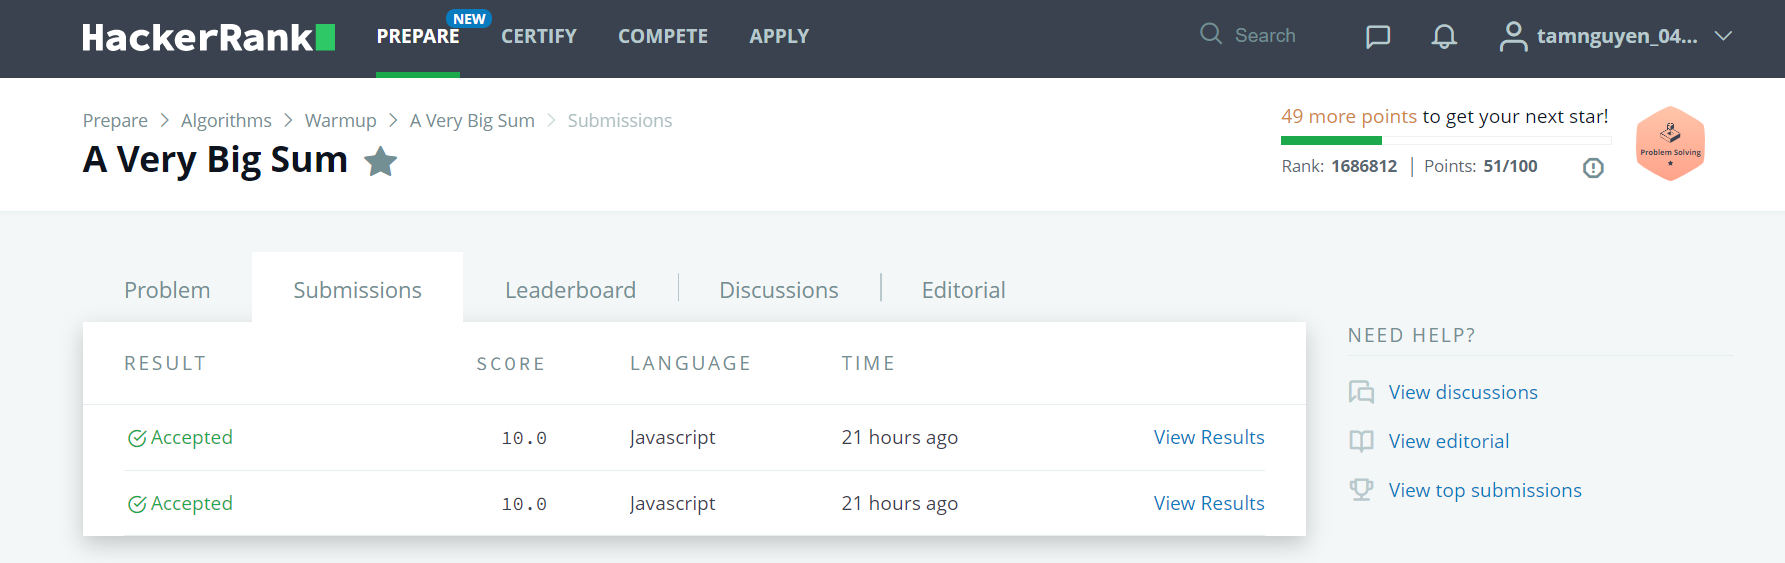 HackerRank
PREPARE NEW CERTIFY COMPETE APPLY Search tamnguyen_04...
Prepare > Algorithms > Warmup > A Very Big Sum > Submissions
A Very Big Sum
49 more points to get your next star!
Rank: 1686812 | Points: 51/100
Problem Solving
Problem Submissions Leaderboard Discussions Editorial
RESULT SCORE LANGUAGE TIME
Accepted 10.0 Javascript 21 hours ago View Results
Accepted 10.0 Javascript 21 hours ago View Results
NEED HELP?
View discussions
View editorial
View top submissions